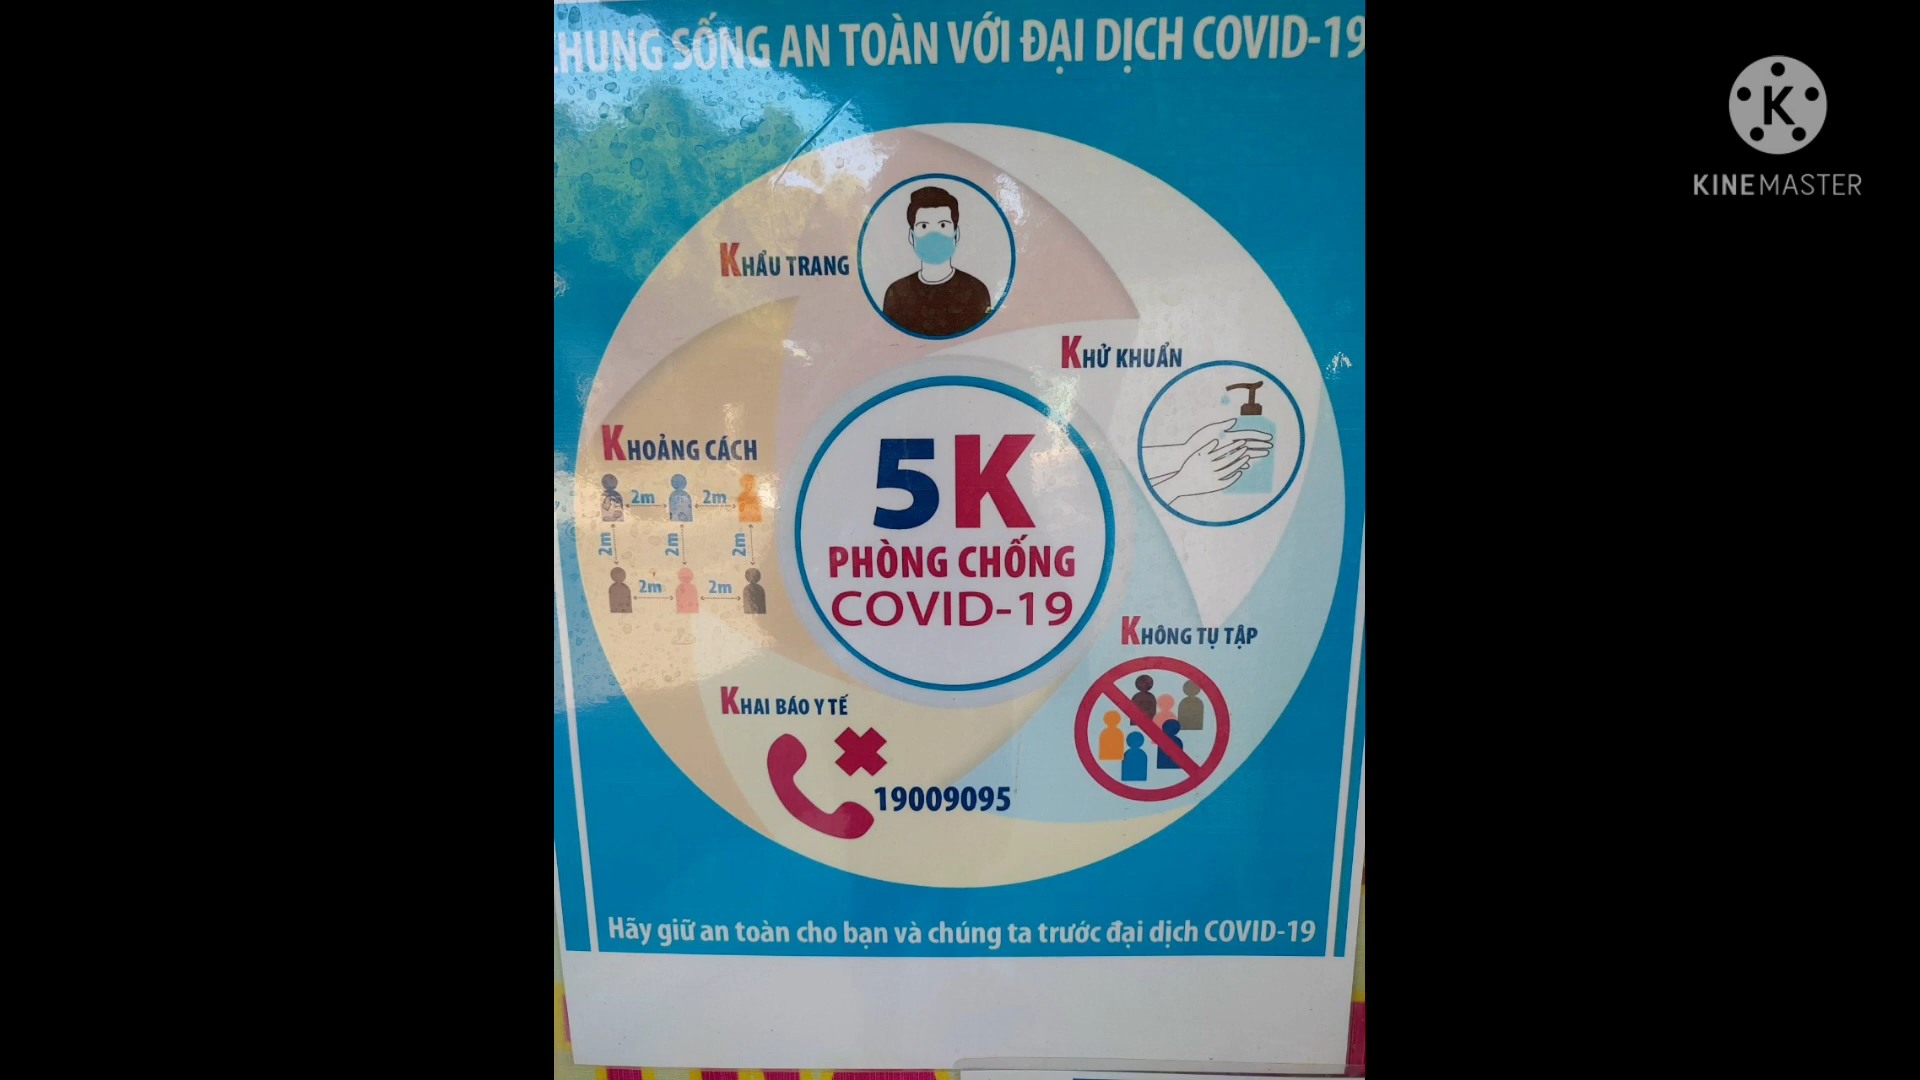 HUNG SỐNG AN TOÀN VỚI ĐẠI DỊCH COVID-19
K
KINEMASTER
KHẨU TRANG
KHỬ KHUẨN
KHOẢNG CÁCH
2m 2m
2m 2m 2m
2m 2m
5K
PHÒNG CHỐNG
COVID-19
KHÔNG TỤ TẬP
KHAI BÁO Y TẾ
19009095
Hãy giữ an toàn cho bạn và chúng ta trước đại dịch COVID-19